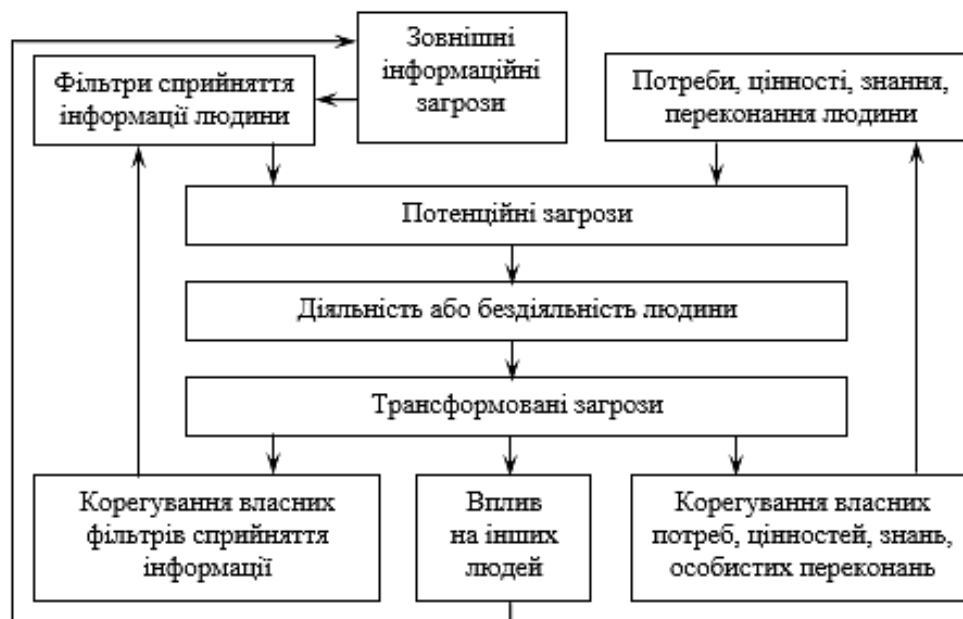 Зовнішні
інформаційні
загрози
Фільтри сприйняття
інформації людини
Потреби, цінності, знання,
переконання людини
Потенційні загрози
Діяльність або бездіяльність людини
Трансформовані загрози
Корегування власних
фільтрів сприйняття
інформації
Вплив
на інших
людей
Корегування власних
потреб, цінностей, знань,
особистих переконань